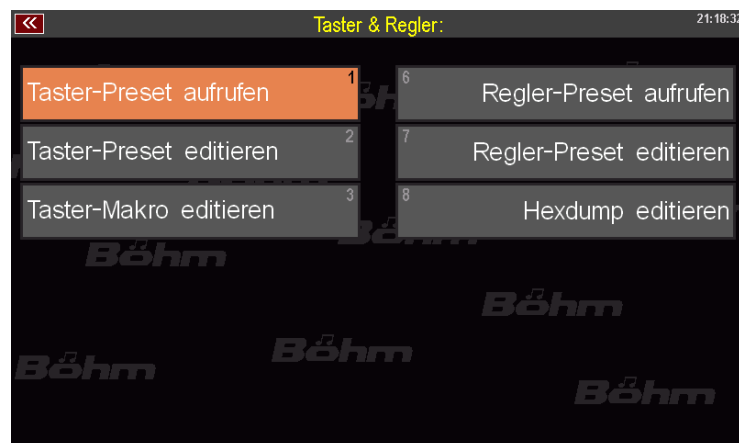 Taster & Regler:
21:18:32
Taster-Preset aufrufen 1
6 Regler-Preset aufrufen
Taster-Preset editieren 2
7 Regler-Preset editieren
Taster-Makro editieren 3
8 Hexdump editieren
Böhm
Böhm
Böhm
Böhm
Böhm
Böhm